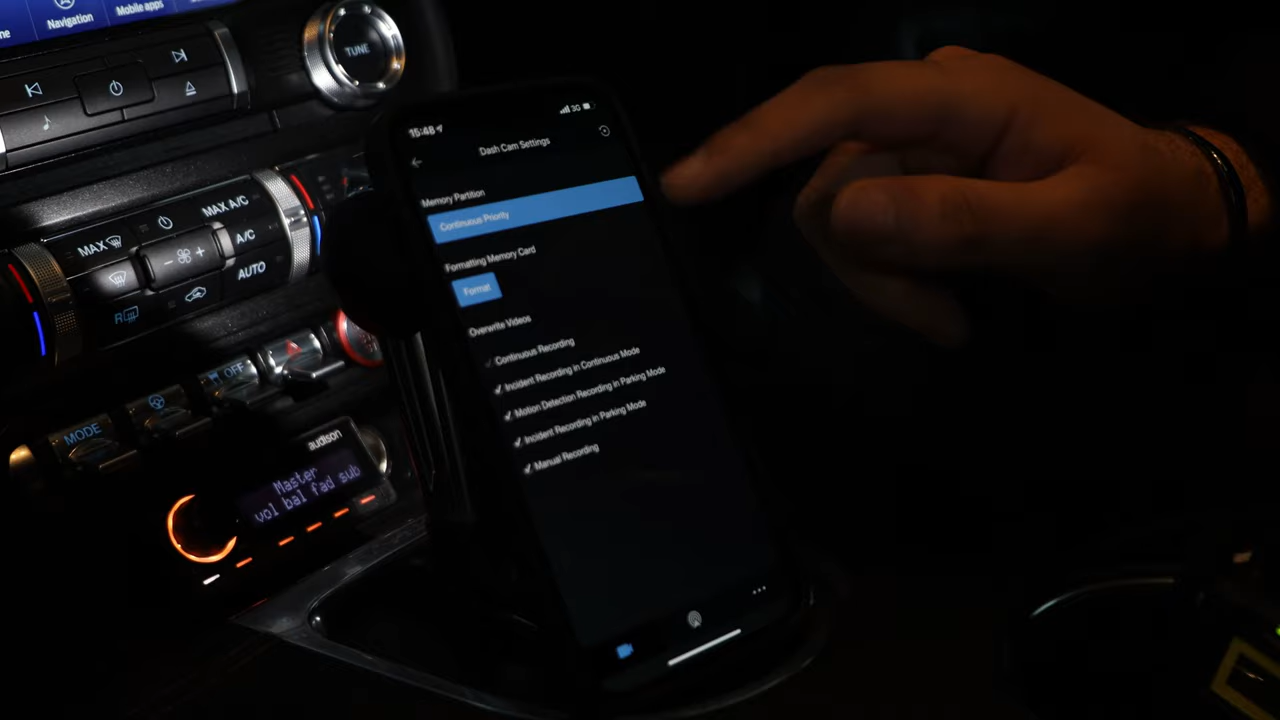 Navigation
Mobile apps
TUNE
MAX A/C
MAX
A/C
AUTO
R
OFF
MODE
audison
Master
vol bal fad sub
15:48
3G
Dash Cam Settings
Memory Partition
Continuous Priority
Formatting Memory Card
Format
Overwrite Videos
Continuous Recording
Incident Recording in Continuous Mode
Motion Detection Recording in Parking Mode
Incident Recording in Parking Mode
Manual Recording